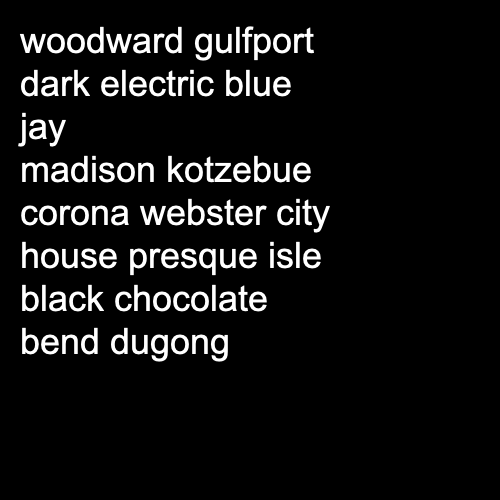 woodward gulfport
dark electric blue
jay
madison kotzebue
corona webster city
house presque isle
black chocolate
bend dugong